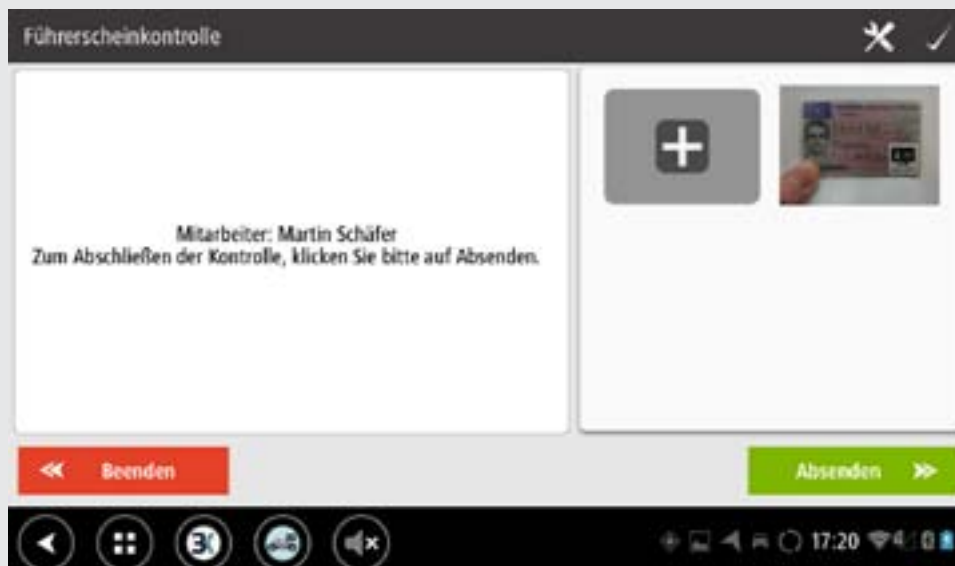 Führerscheinkontrolle
Mitarbeiter: Martin Schäfer
Zum Abschließen der Kontrolle, klicken Sie bitte auf Absenden.
Beenden
Absenden
17:20